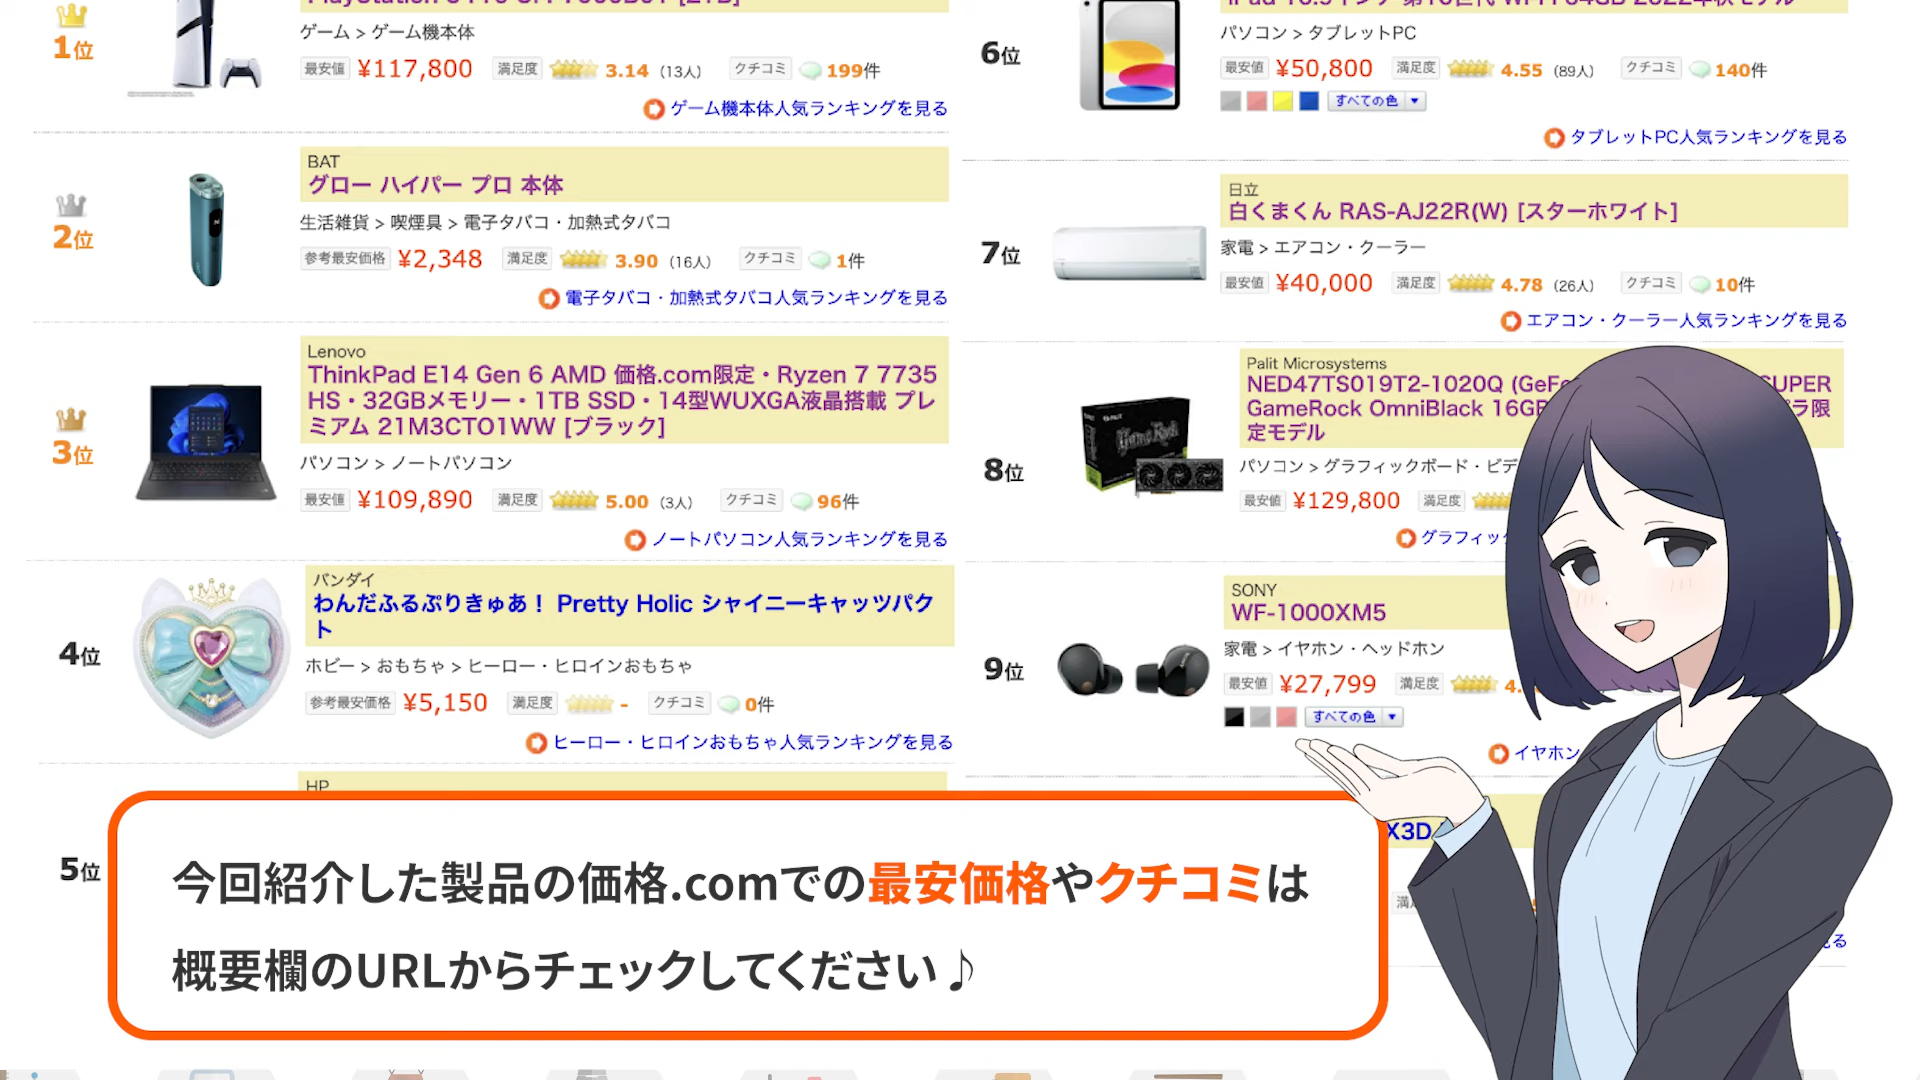 1位
ゲーム > ゲーム機本体
最安値 ¥117,800 満足度 3.14 (13人) クチコミ 199件
ゲーム機本体人気ランキングを見る
2位
BAT
グロー ハイパー プロ 本体
生活雑貨 > 喫煙具 > 電子タバコ・加熱式タバコ
参考最安価格 ¥2,348 満足度 3.90 (16人) クチコミ 1件
電子タバコ・加熱式タバコ人気ランキングを見る
3位
Lenovo
ThinkPad E14 Gen 6 AMD 価格.com限定・Ryzen 7 7735
HS・32GBメモリー・1TB SSD・14型WUXGA液晶搭載 プレ
ミアム 21M3CTO1WW [ブラック]
パソコン > ノートパソコン
最安値 ¥109,890 満足度 5.00 (3人) クチコミ 96件
ノートパソコン人気ランキングを見る
4位
バンダイ
わんだふるぷりきゅあ！ Pretty Holic シャイニーキャッツパク
ト
ホビー > おもちゃ > ヒーロー・ヒロインおもちゃ
参考最安価格 ¥5,150 満足度 - クチコミ 0件
ヒーロー・ヒロインおもちゃ人気ランキングを見る
5位
HP
6位
パソコン > タブレットPC
最安値 ¥50,800 満足度 4.55 (89人) クチコミ 140件
すべての色
タブレットPC人気ランキングを見る
7位
日立
白くまくん RAS-AJ22R(W) [スターホワイト]
家電 > エアコン・クーラー
最安値 ¥40,000 満足度 4.78 (26人) クチコミ 10件
エアコン・クーラー人気ランキングを見る
8位
Palit Microsystems
NED47TS019T2-1020Q (GeFo SUPER
GameRock OmniBlack 16GB ラ限
定モデル
パソコン > グラフィックボード・ビデ
最安値 ¥129,800 満足度
グラフィッ
9位
SONY
WF-1000XM5
家電 > イヤホン・ヘッドホン
最安値 ¥27,799 満足度 4.
すべての色
イヤホン
X3D
満
る
今回紹介した製品の価格.comでの最安価格やクチコミは
概要欄のURLからチェックしてください♪